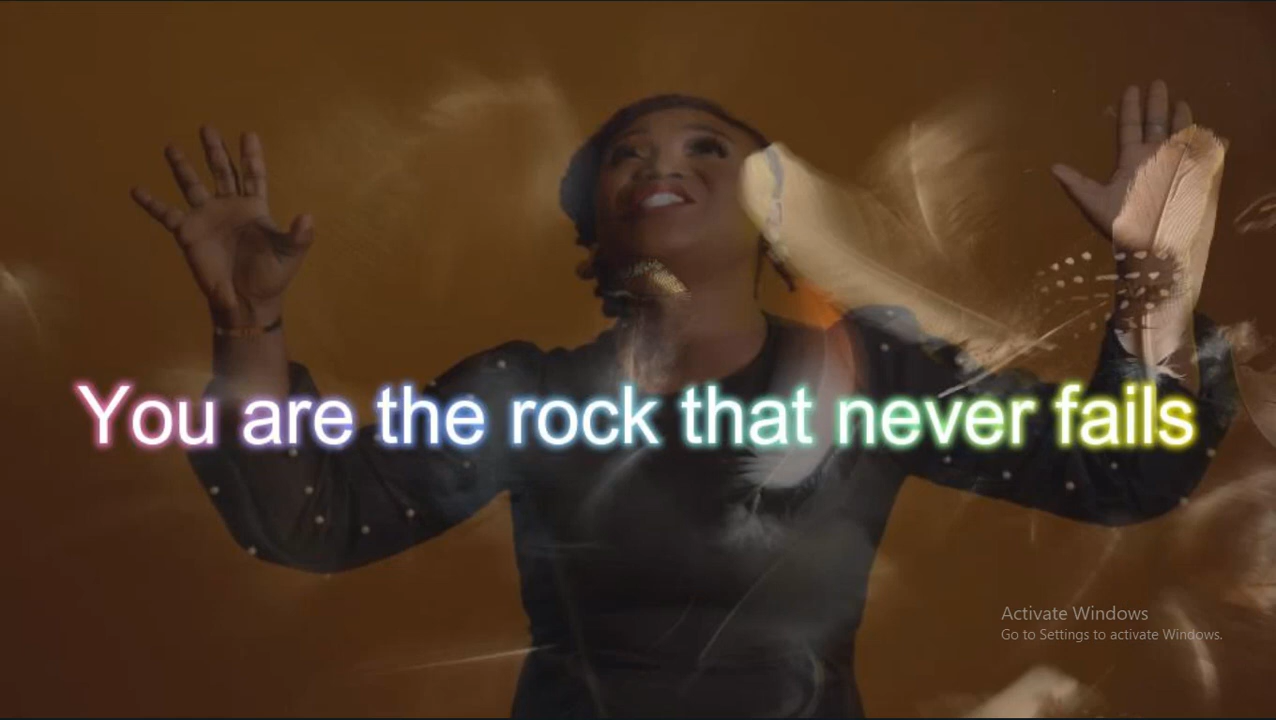 You are the rock that never fails
Activate Windows
Go to Settings to activate Windows.